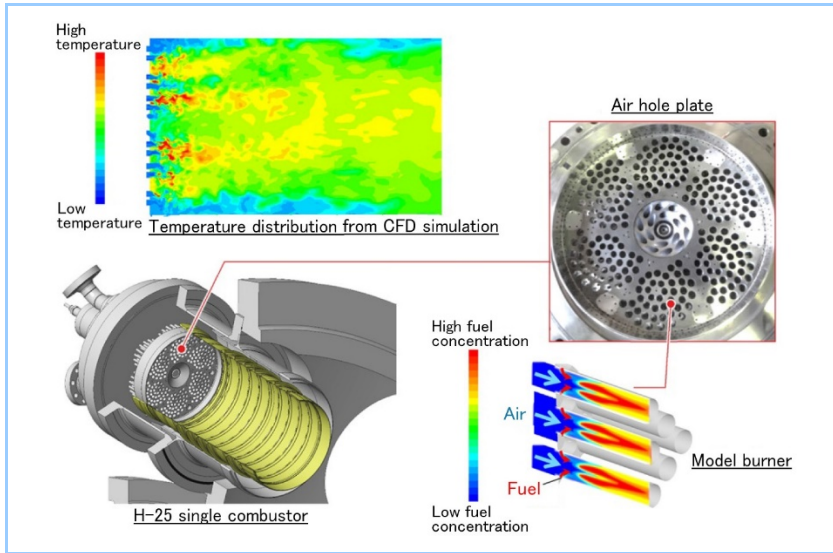 High
temperature
Low
temperature
Temperature distribution from CFD simulation
Air hole plate
H-25 single combustor
High fuel
concentration
Air
Fuel
Low fuel
concentration
Model burner